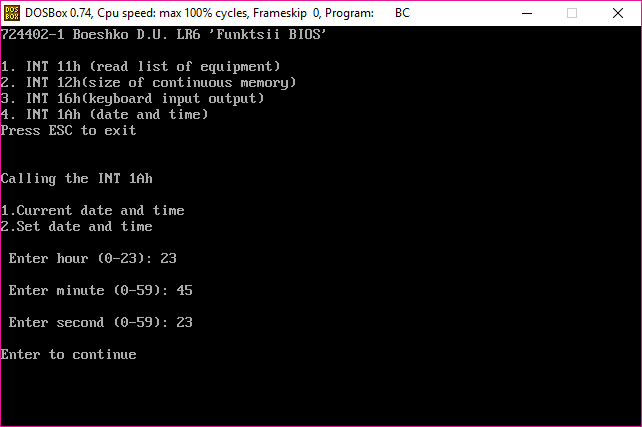 DOS
BOX
DOSBox 0.74, Cpu speed: max 100% cycles, Frameskip 0, Program: BC
724402-1 Boeshko D.U. LR6 'Funktsii BIOS'
1. INT 11h (read list of equipment)
2. INT 12h(size of continuous memory)
3. INT 16h(keyboard input output)
4. INT 1Ah (date and time)
Press ESC to exit
Calling the INT 1Ah
1.Current date and time
2.Set date and time
Enter hour (0-23): 23
Enter minute (0-59): 45
Enter second (0-59): 23
Enter to continue